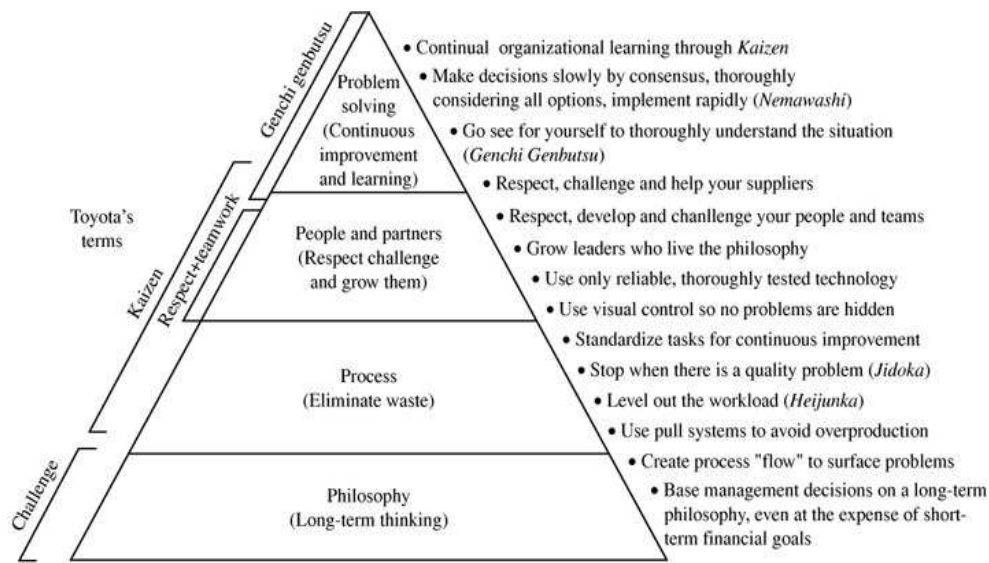 Genchi genbutsu
Toyota's
terms
Kaizen
Respect+teamwork
Challenge
Problem
solving
(Continuous
improvement
and learning)
People and partners
(Respect challenge
and grow them)
Process
(Eliminate waste)
Philosophy
(Long-term thinking)
• Continual organizational learning through Kaizen
• Make decisions slowly by consensus, thoroughly
considering all options, implement rapidly (Nemawashi)
• Go see for yourself to thoroughly understand the situation
(Genchi Genbutsu)
• Respect, challenge and help your suppliers
• Respect, develop and chanllenge your people and teams
• Grow leaders who live the philosophy
• Use only reliable, thoroughly tested technology
• Use visual control so no problems are hidden
• Standardize tasks for continuous improvement
• Stop when there is a quality problem (Jidoka)
• Level out the workload (Heijunka)
• Use pull systems to avoid overproduction
• Create process "flow" to surface problems
• Base management decisions on a long-term
philosophy, even at the expense of short-
term financial goals